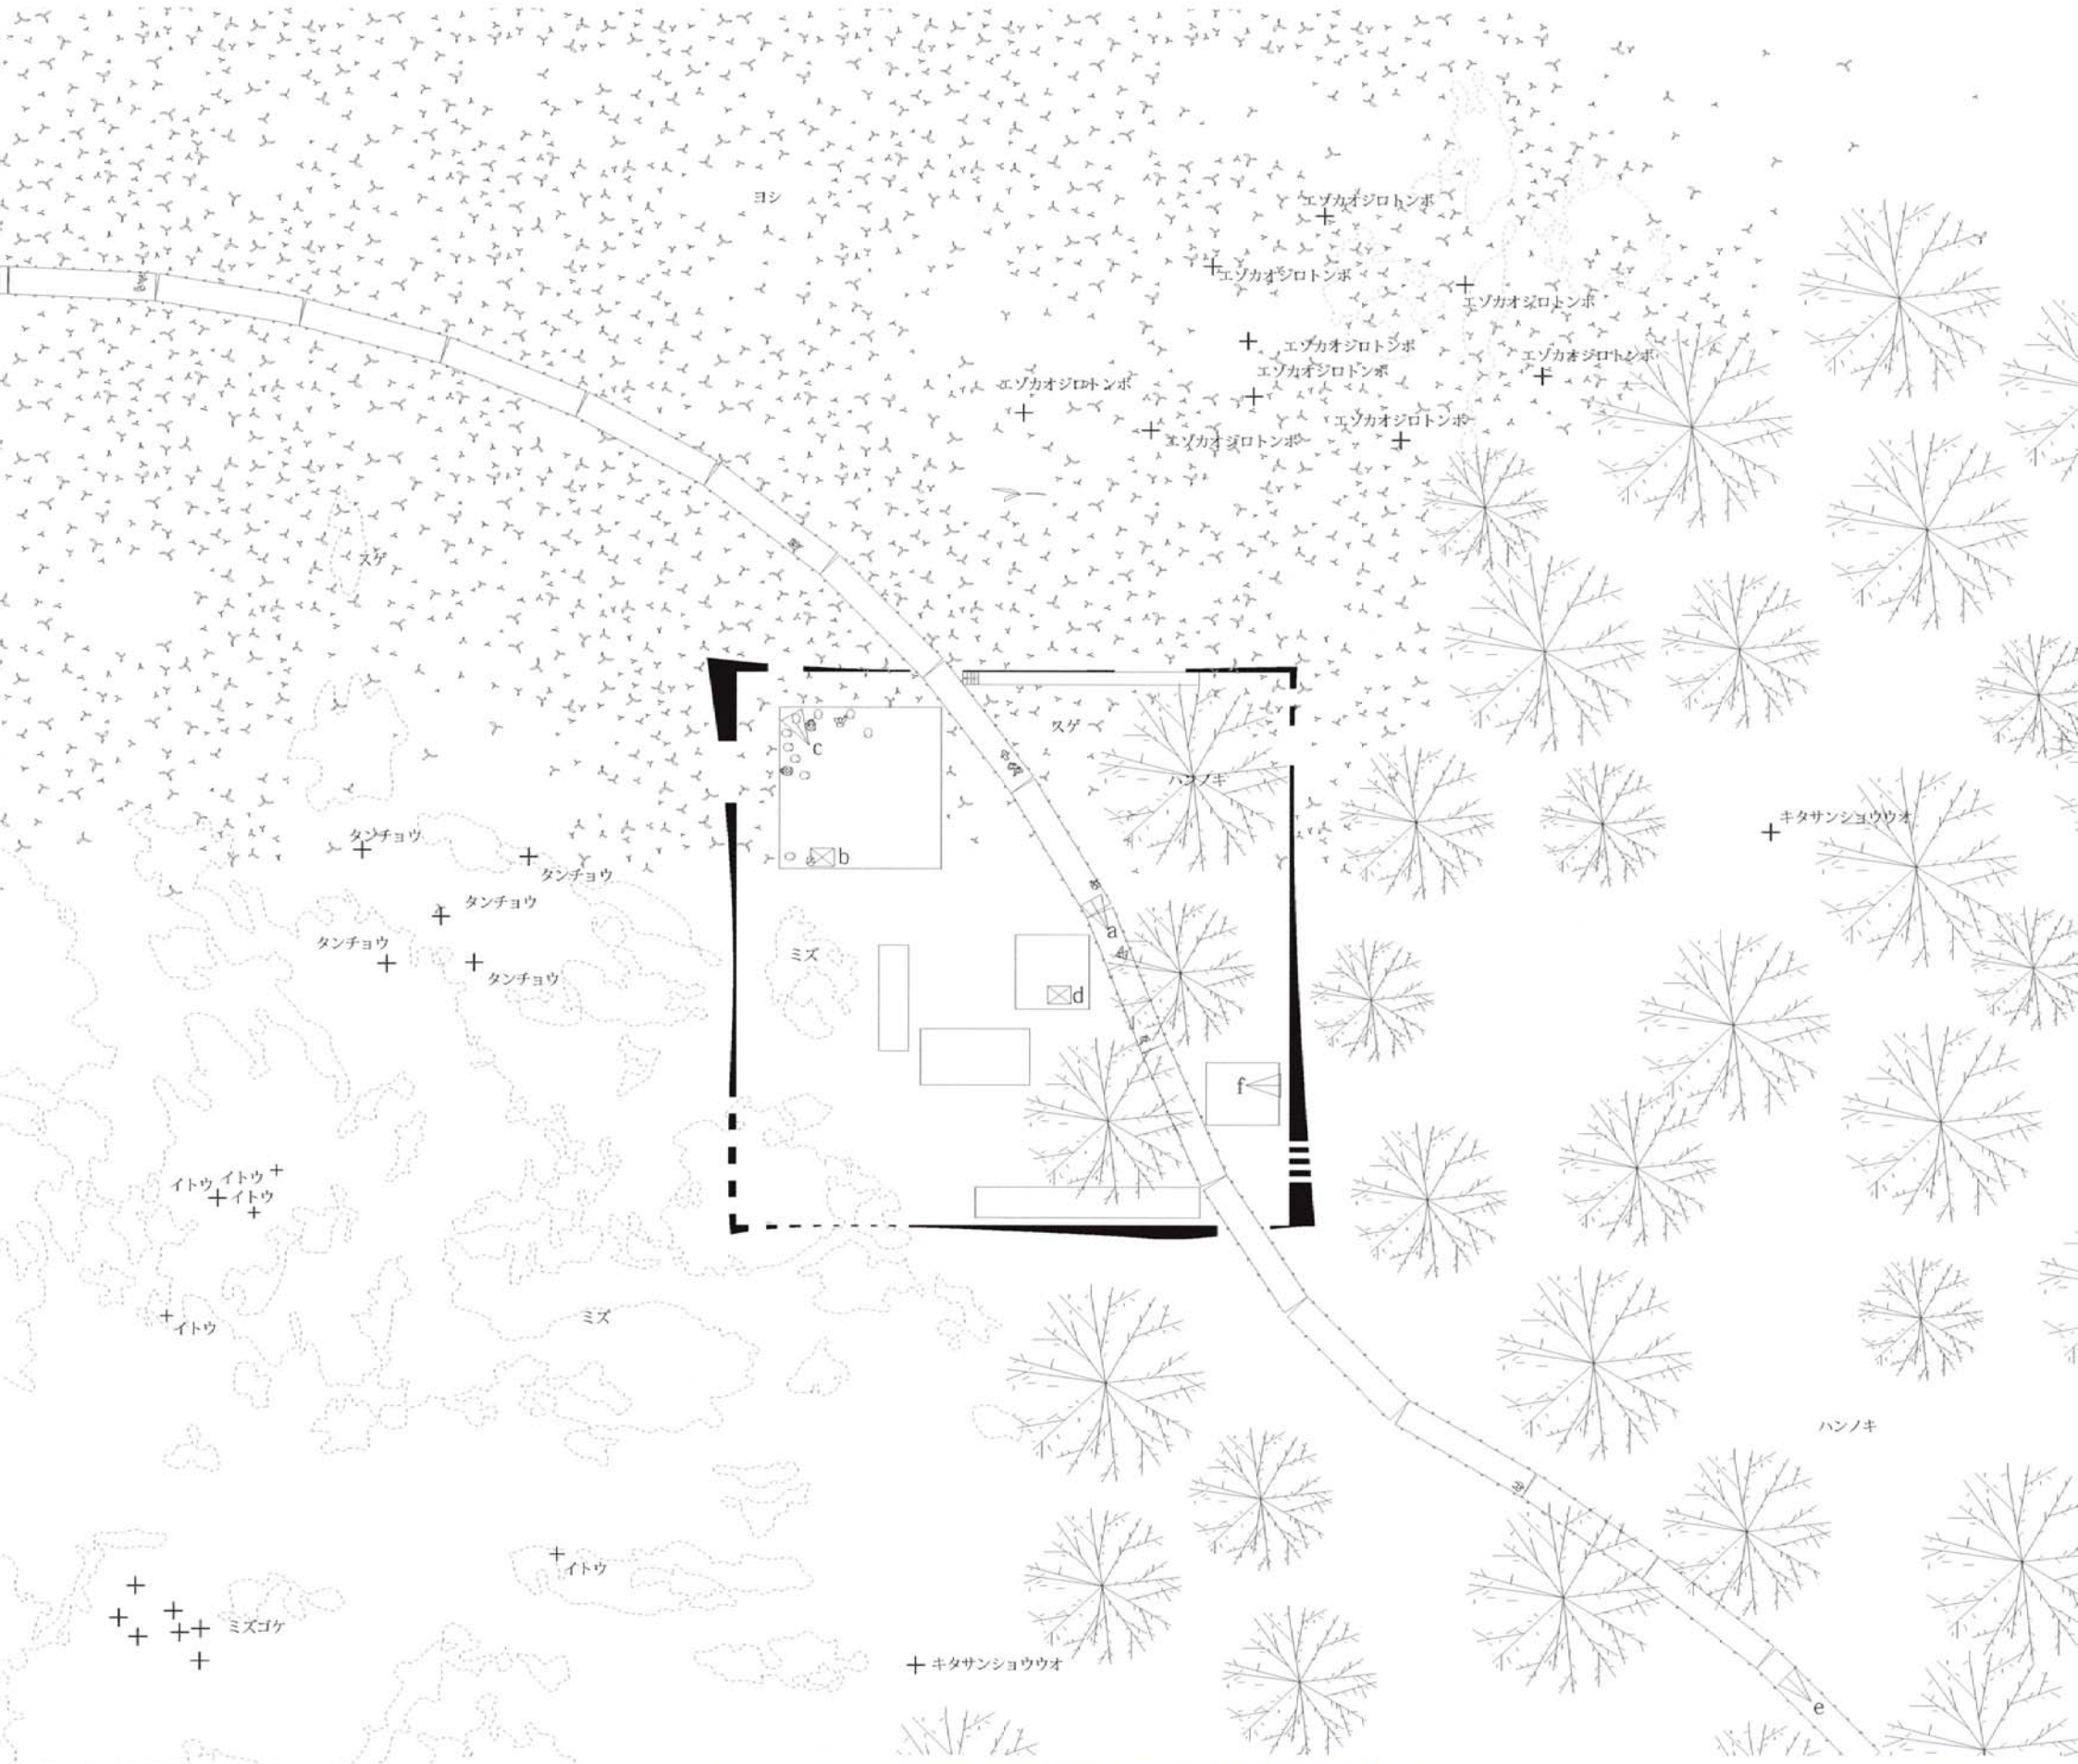 ヨシ
エゾカオジロトンボ
エゾカオジロトンボ
エゾカオジロトンボ
エゾカオジロトンボ
エゾカオジロトンボ
エゾカオジロトンボ
エゾカオジロトンボ
エゾカオジロトンボ
エゾカオジロトンボ
スゲ
スゲ
c
ハンノキ
キタサンショウウオ
タンチョウ
b
タンチョウ
タンチョウ
a
タンチョウ
ミズ
タンチョウ
d
f
イトウ
イトウ
イトウ
ミズ
イトウ
ハンノキ
イトウ
ミズゴケ
キタサンショウウオ
e